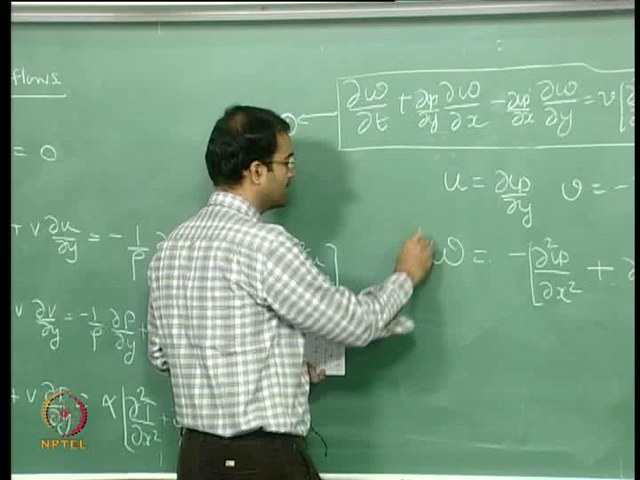 flows
= 0
+ v ∂u/∂y = - 1/ρ
v ∂v/∂y = -1/ρ ∂p/∂y +
+ v ∂T/∂y = α [∂²T/∂x² +
∂ω/∂t + ∂ψ/∂y ∂ω/∂x - ∂ψ/∂x ∂ω/∂y = ν [
u = ∂ψ/∂y v = -
ω = - [∂²ψ/∂x² +
NPTEL